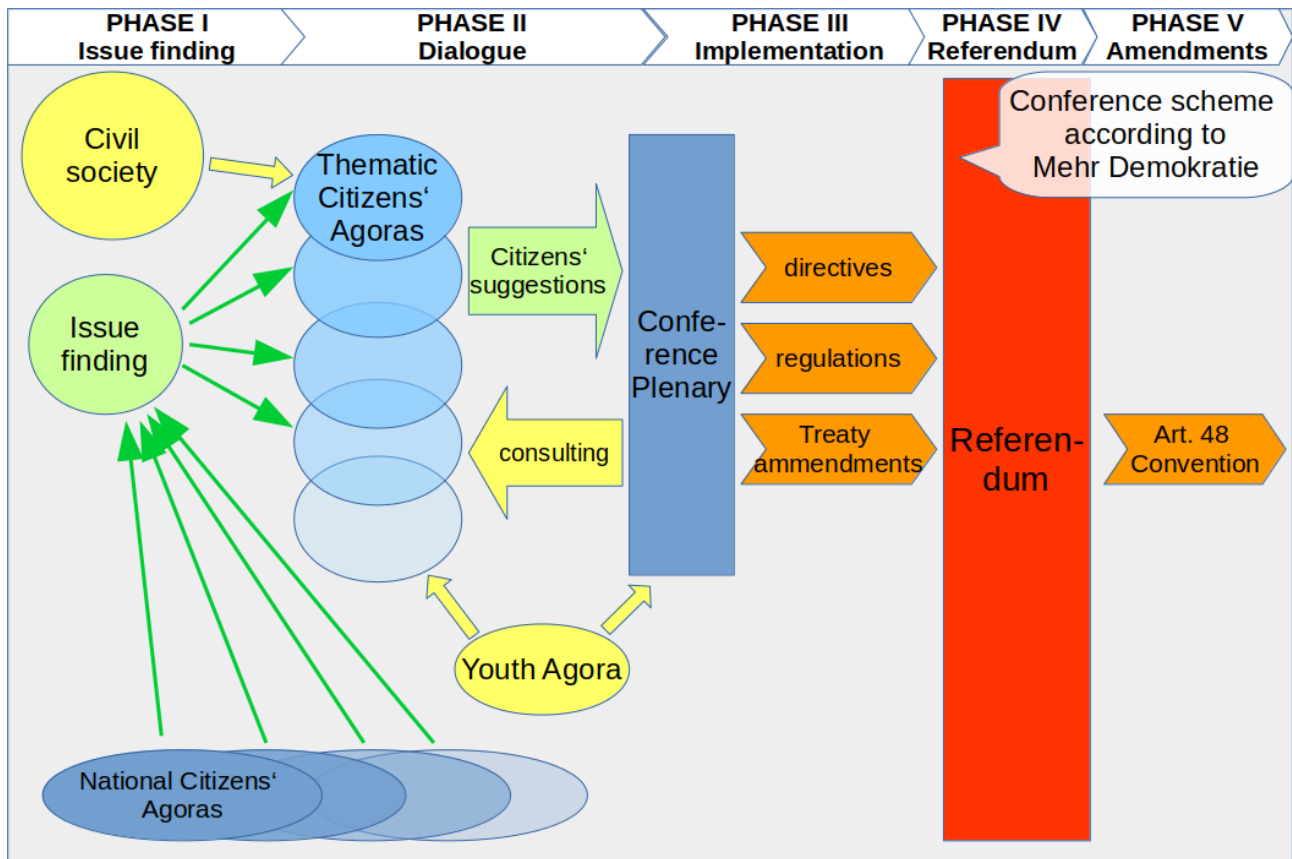 PHASE I
Issue finding
PHASE II
Dialogue
PHASE III
Implementation
PHASE IV
Referendum
PHASE V
Amendments
Conference scheme
according to
Mehr Demokratie
Civil
society
Thematic
Citizens‘
Agoras
Citizens‘
suggestions
Issue
finding
Confe-
rence
Plenary
directives
regulations
Treaty
ammendments
consulting
Referen-
dum
Art. 48
Convention
Youth Agora
National Citizens‘
Agoras